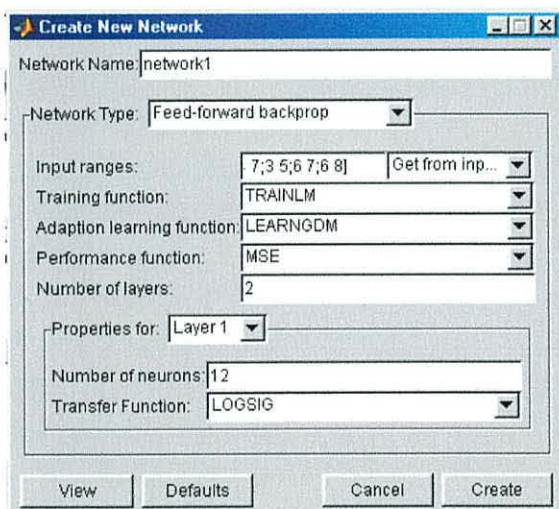 Create New Network
Network Name: network1
Network Type: Feed-forward backprop
Input ranges: 7;3 5;6 7;6 8] Get from inp...
Training function: TRAINLM
Adaption learning function: LEARNGDM
Performance function: MSE
Number of layers: 2
Properties for: Layer 1
Number of neurons: 12
Transfer Function: LOGSIG
View Defaults Cancel Create